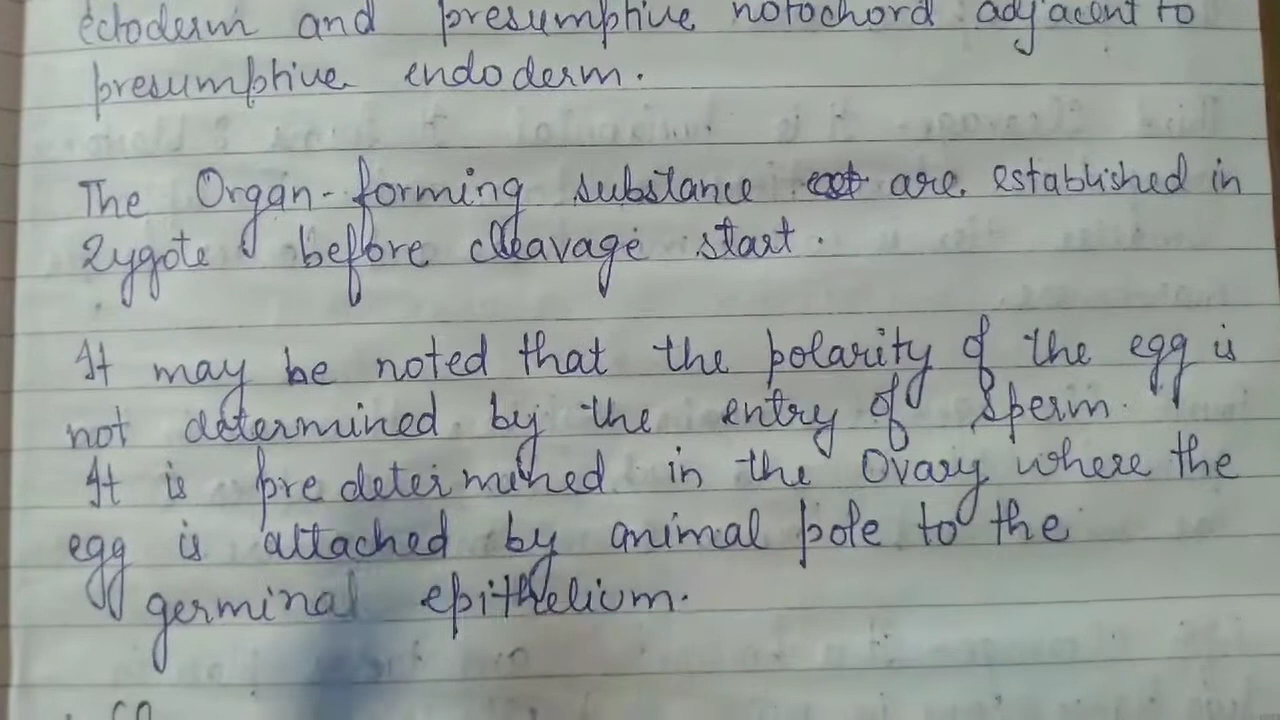 ectoderm and presumptive notochord adjacent to
presumptive endoderm.
The Organ-forming substance are established in
zygote before cleavage start.
It may be noted that the polarity of the egg is
not determined by the entry of sperm.
It is predetermined in the Ovary where the
egg is attached by animal pole to the
germinal epithelium.